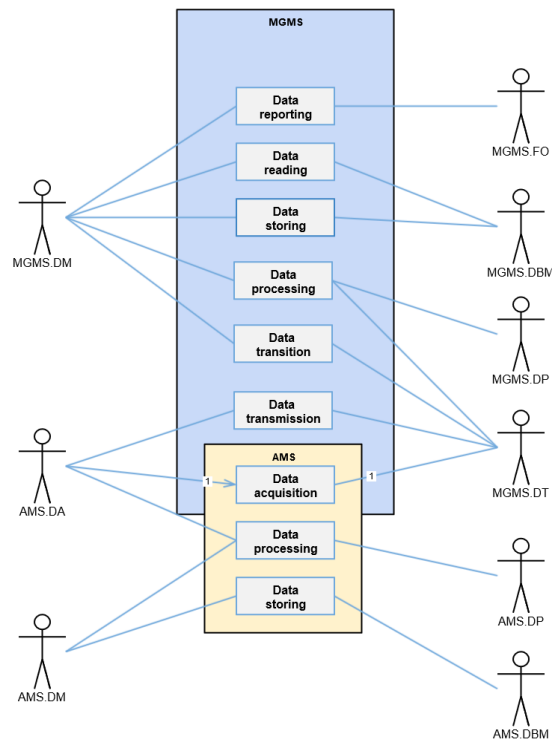 MGMS
Data
reporting
MGMS.FO
Data
reading
MGMS.DM
Data
storing
MGMS.DBM
Data
processing
MGMS.DP
Data
transition
Data
transmission
MGMS.DT
AMS
AMS.DA
1
Data
acquisition
1
Data
processing
AMS.DP
Data
storing
AMS.DM
AMS.DBM